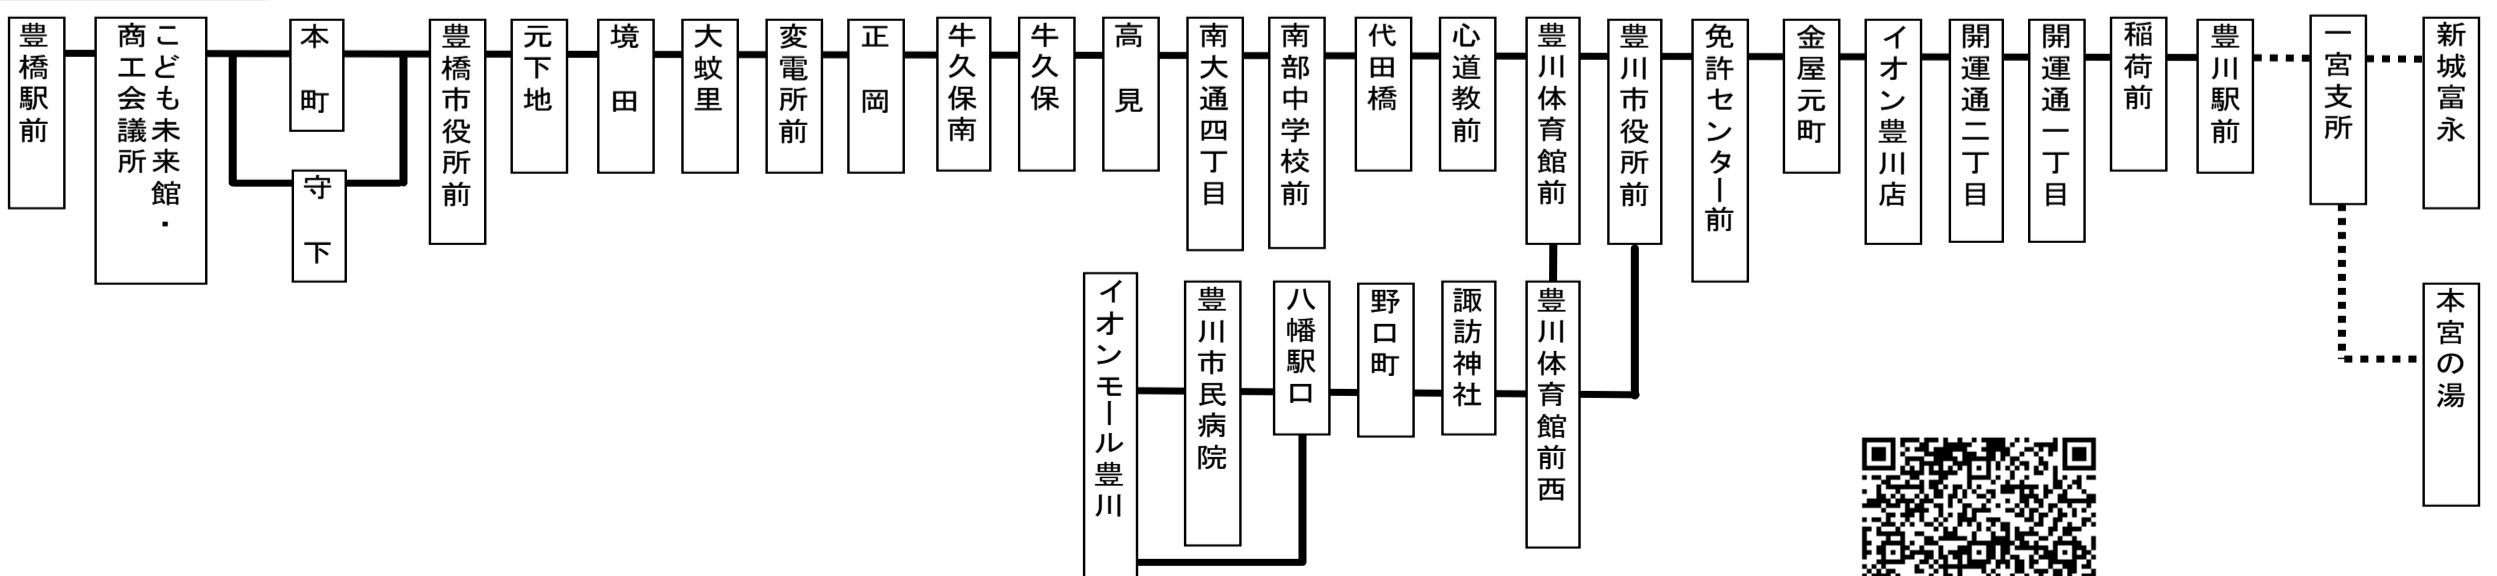 豊橋駅前
こども未来館・
商工会議所
本町
守下
豊橋市役所前
元下地
境田
大蚊里
変電所前
正岡
牛久保南
牛久保
高見
南大通四丁目
南部中学校前
代田橋
心道教前
豊川体育館前
豊川市役所前
免許センター前
金屋元町
イオン豊川店
開運通二丁目
開運通一丁目
稲荷口
豊川駅前
一宮支所
新城富永
イオンモール豊川
豊川市民病院
八幡駅口
野口町
諏訪神社
豊川体育館前西
本宮の湯